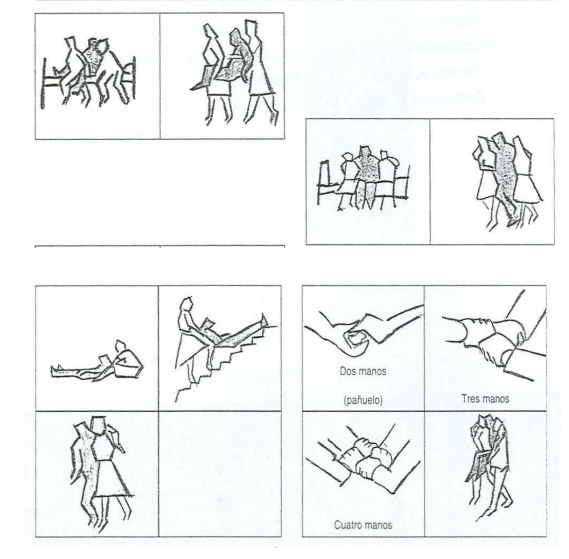 Dos manos
(pañuelo)
Tres manos
Cuatro manos